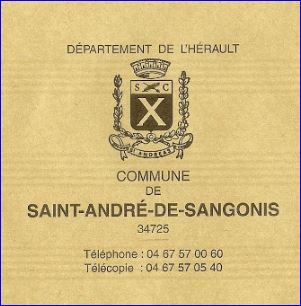 DÉPARTEMENT DE L'HÉRAULT
S C
ANDREAS
COMMUNE
DE
SAINT-ANDRÉ-DE-SANGONIS
34725
Téléphone : 04 67 57 00 60
Télécopie : 04 67 57 05 40